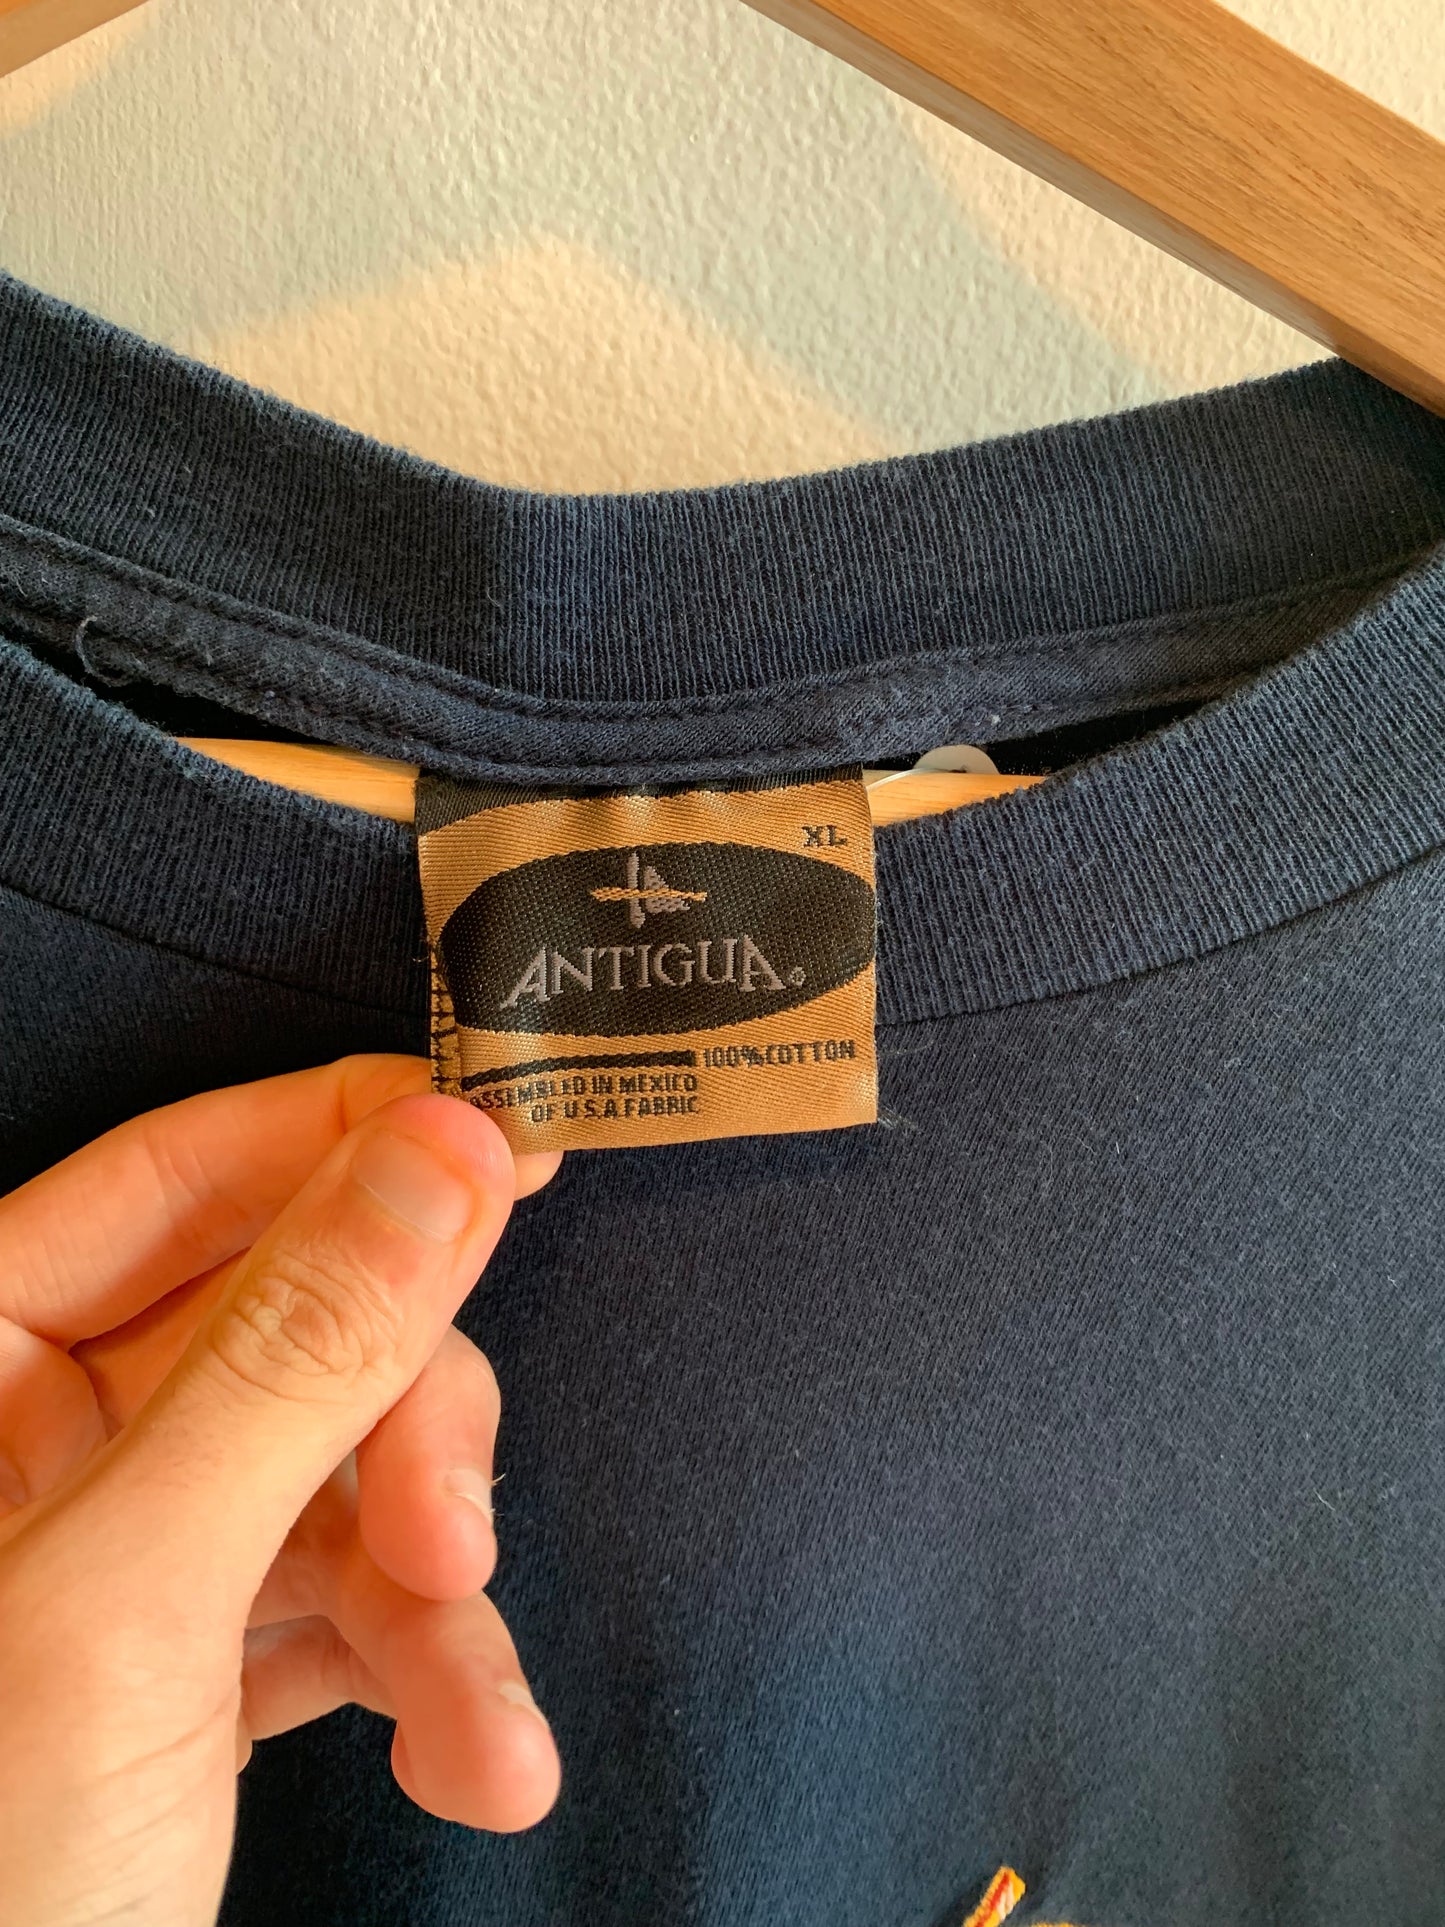 XL
ANTIGUA®
100% COTTON
ASSEMBLED IN MEXICO
OF U.S.A FABRIC